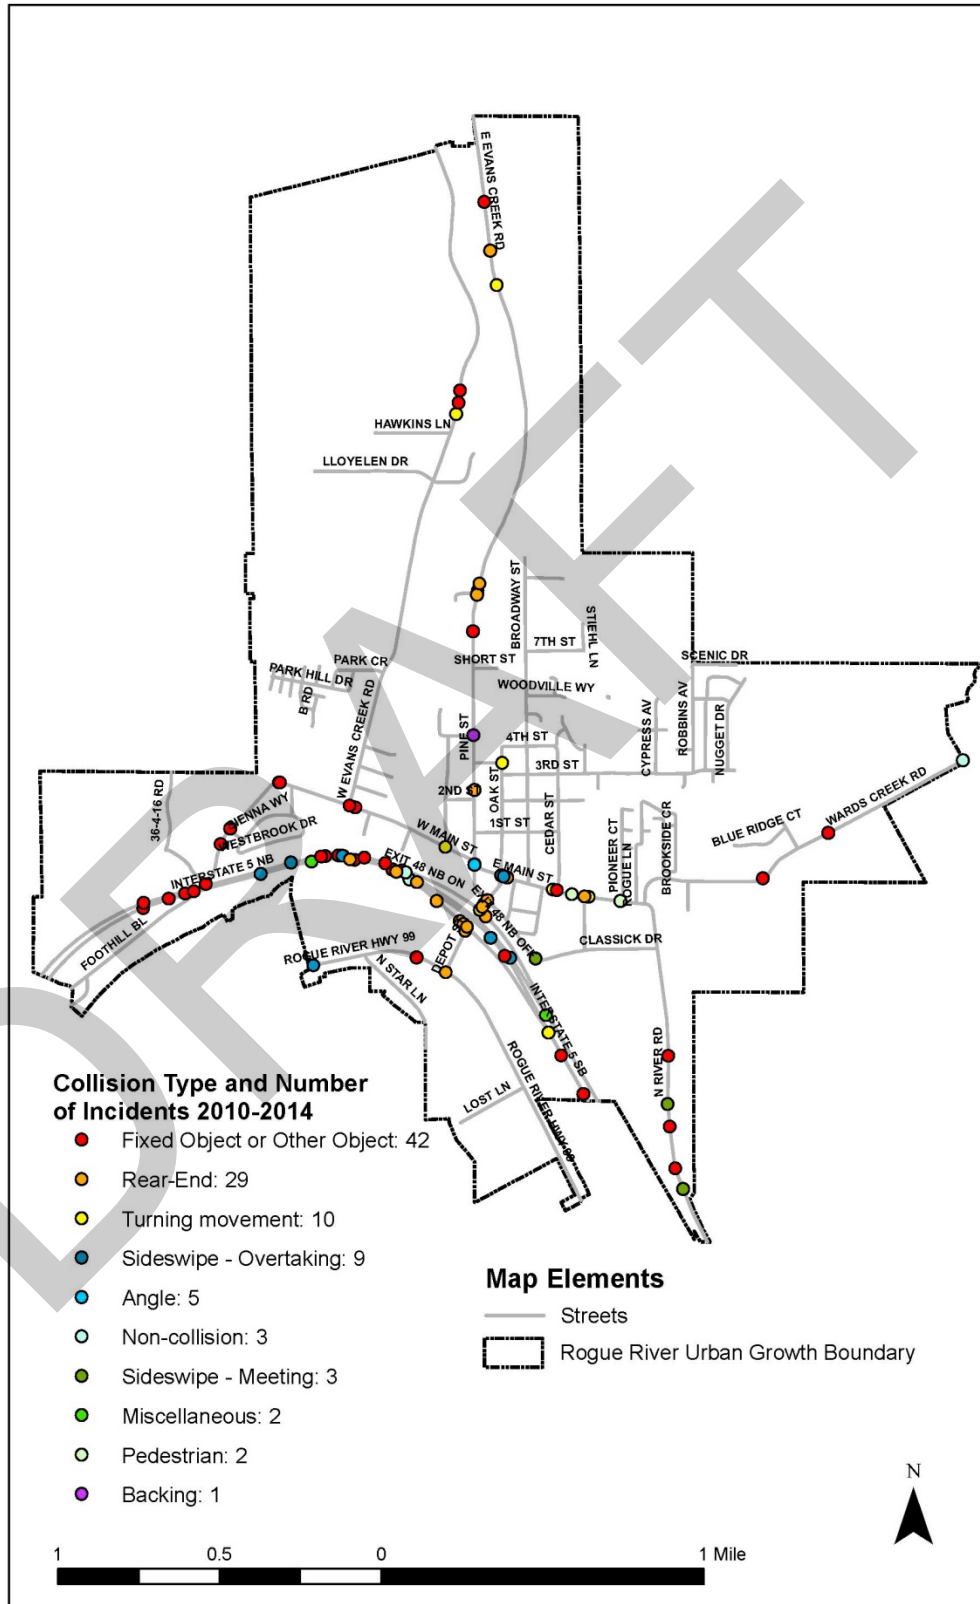 E EVANS CREEK RD
HAWKINS LN
LLOYELEN DR
BROADWAY ST
STIEHL LN
7TH ST
SHORT ST
SCENIC DR
PARK CR
PARK HILL DR
B RD
WOODVILLE WY
W EVANS CREEK RD
PINE ST
4TH ST
CYPRESS AV
ROBBINS AV
NUGGET DR
3RD ST
OAK ST
2ND ST
36-4-16 RD
SIENNA WY
WESTBROOK DR
1ST ST
CEDAR ST
W MAIN ST
E MAIN ST
PIONEER CT
ROGUE LN
BROOKSIDE CR
BLUE RIDGE CT
WARDS CREEK RD
INTERSTATE 5 NB
EXIT 48 NB ON
EXIT 48 NB OFF
FOOTHILL BL
ROGUE RIVER HWY 99
DEPOT ST
N STAR LN
CLASSICK DR
INTERSTATE 5 SB
N RIVER RD
LOST LN
ROGUE RIVER HWY 99
DRAFT
Collision Type and Number
of Incidents 2010-2014
Fixed Object or Other Object: 42
Rear-End: 29
Turning movement: 10
Sideswipe - Overtaking: 9
Angle: 5
Non-collision: 3
Sideswipe - Meeting: 3
Miscellaneous: 2
Pedestrian: 2
Backing: 1
Map Elements
Streets
Rogue River Urban Growth Boundary
N
1 0.5 0 1 Mile